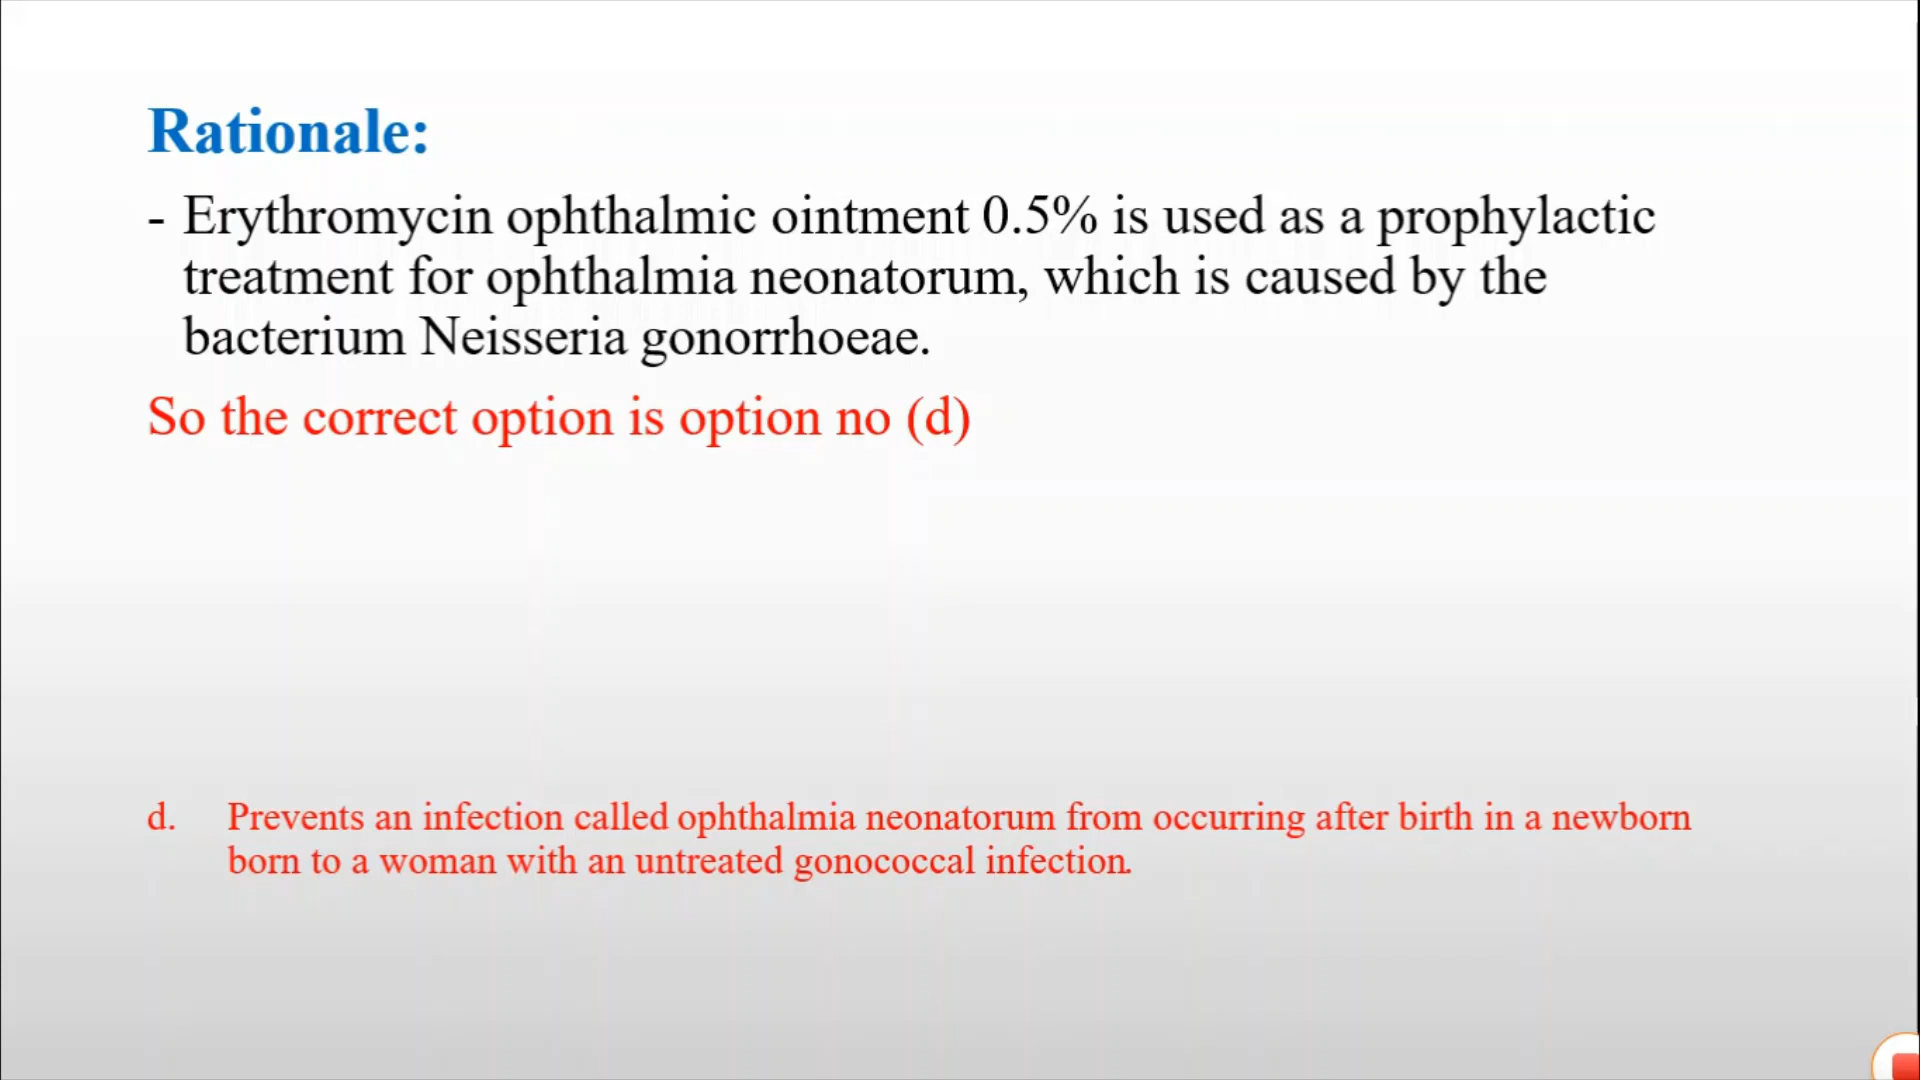 Rationale:
- Erythromycin ophthalmic ointment 0.5% is used as a prophylactic
treatment for ophthalmia neonatorum, which is caused by the
bacterium Neisseria gonorrhoeae.
So the correct option is option no (d)
d. Prevents an infection called ophthalmia neonatorum from occurring after birth in a newborn
born to a woman with an untreated gonococcal infection.